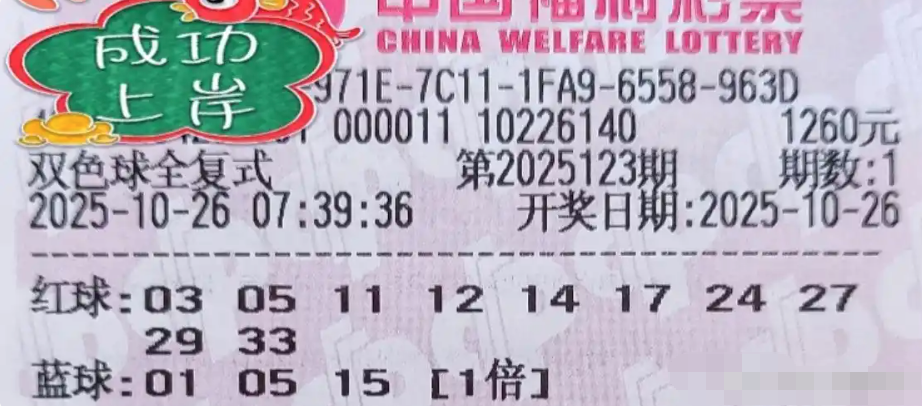 中国福利彩票
CHINA WELFARE LOTTERY
成功
上岸
971E-7C11-1FA9-6558-963D
000011 10226140 1260元
双色球全复式 第2025123期 期数:1
2025-10-26 07:39:36 开奖日期:2025-10-26
红球:03 05 11 12 14 17 24 27
29 33
蓝球:01 05 15 [1倍]